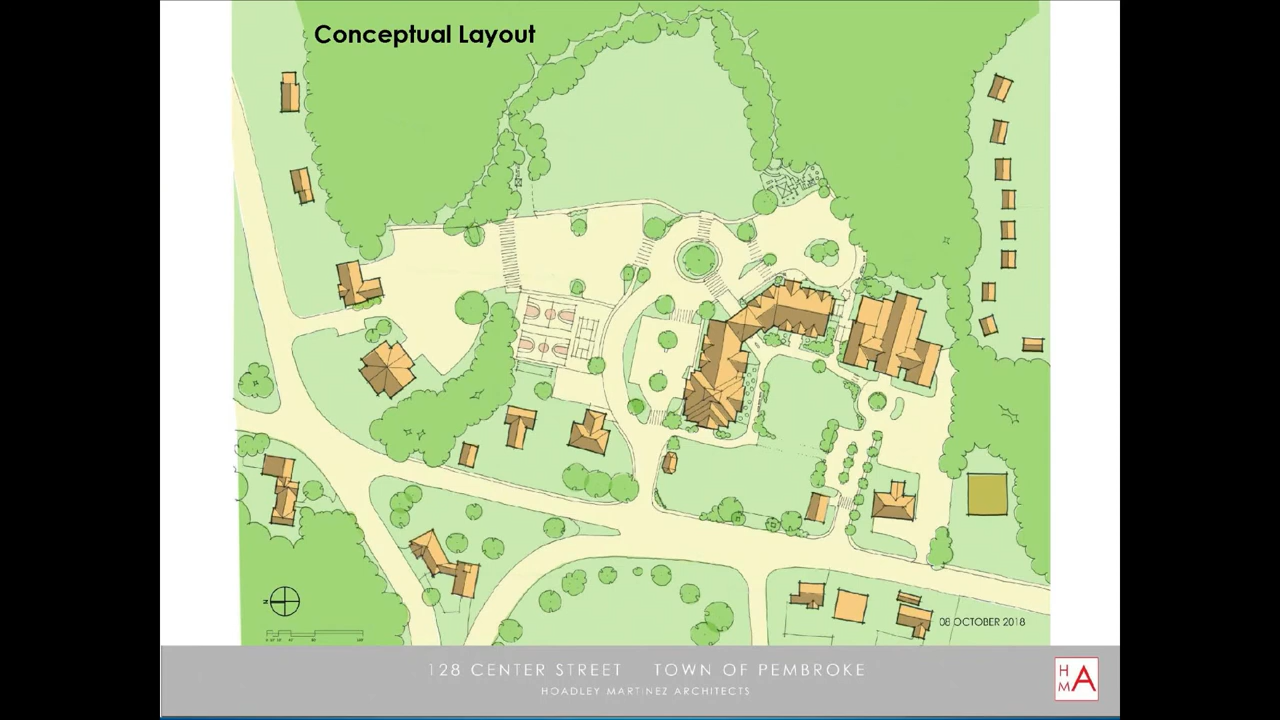 Conceptual Layout
N
08 OCTOBER 2018
128 CENTER STREET TOWN OF PEMBROKE
HOADLEY MARTINEZ ARCHITECTS
H
M A